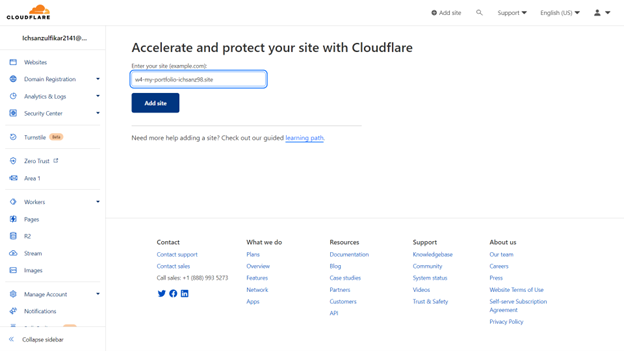 CLOUDFLARE
Add site
Support
English (US)
Ichsanzulfikar2141@...
Websites
Domain Registration
Analytics & Logs
Security Center
Turnstile Beta
Zero Trust
Area 1
Workers
Pages
R2
Stream
Images
Manage Account
Notifications
Collapse sidebar
Accelerate and protect your site with Cloudflare
Enter your site (example.com):
w4-my-portfolio-ichsanz98.site
Add site
Need more help adding a site? Check out our guided learning path.
Contact
Contact support
Contact sales
Call sales: +1 (888) 993 5273
What we do
Plans
Overview
Features
Network
Apps
Resources
Documentation
Blog
Case studies
Partners
Customers
API
Support
Knowledgebase
Community
System status
Videos
Trust & Safety
About us
Our team
Careers
Press
Website Terms of Use
Self-serve Subscription
Agreement
Privacy Policy